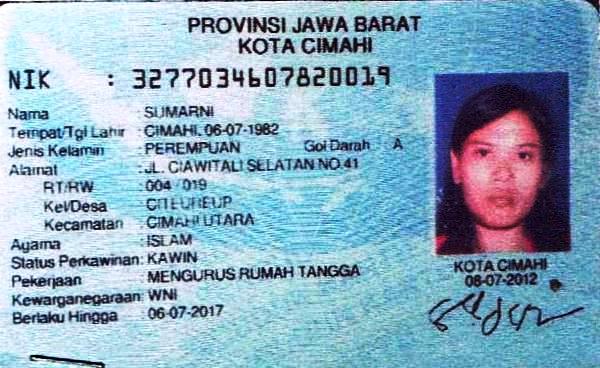 PROVINSI JAWA BARAT
KOTA CIMAHI
NIK : 3277034607820019
Nama : SUMARNI
Tempat/Tgl Lahir : CIMAHI, 06-07-1982
Jenis Kelamin : PEREMPUAN Gol Darah : A
Alamat : JL. CIAWITALI SELATAN NO.41
RT/RW : 004/019
Kel/Desa : CITEUREUP
Kecamatan : CIMAHI UTARA
Agama : ISLAM
Status Perkawinan: KAWIN
Pekerjaan : MENGURUS RUMAH TANGGA
Kewarganegaraan: WNI
Berlaku Hingga : 06-07-2017
KOTA CIMAHI
08-07-2012